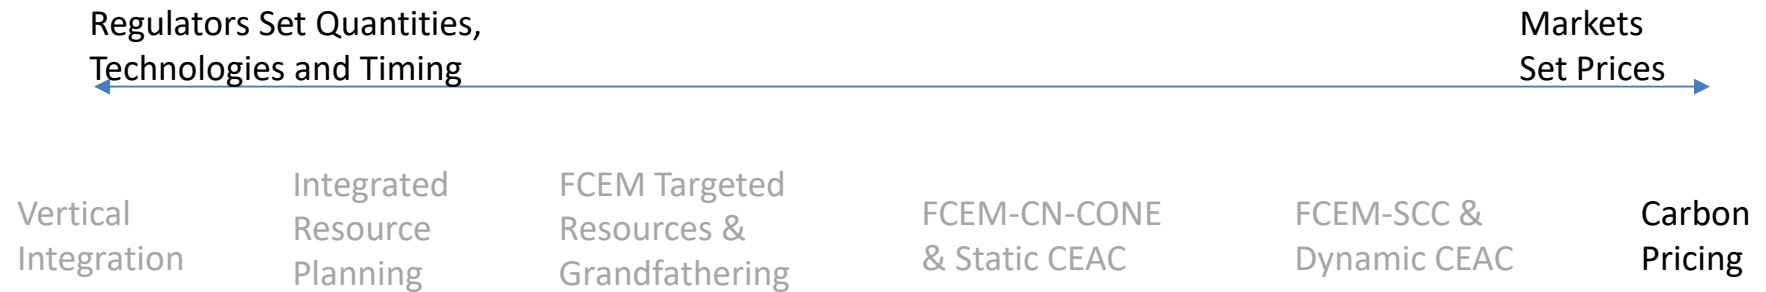 Regulators Set Quantities,
Technologies and Timing
Markets
Set Prices
Vertical
Integration
Integrated
Resource
Planning
FCEM Targeted
Resources &
Grandfathering
FCEM-CN-CONE
& Static CEAC
FCEM-SCC &
Dynamic CEAC
Carbon
Pricing